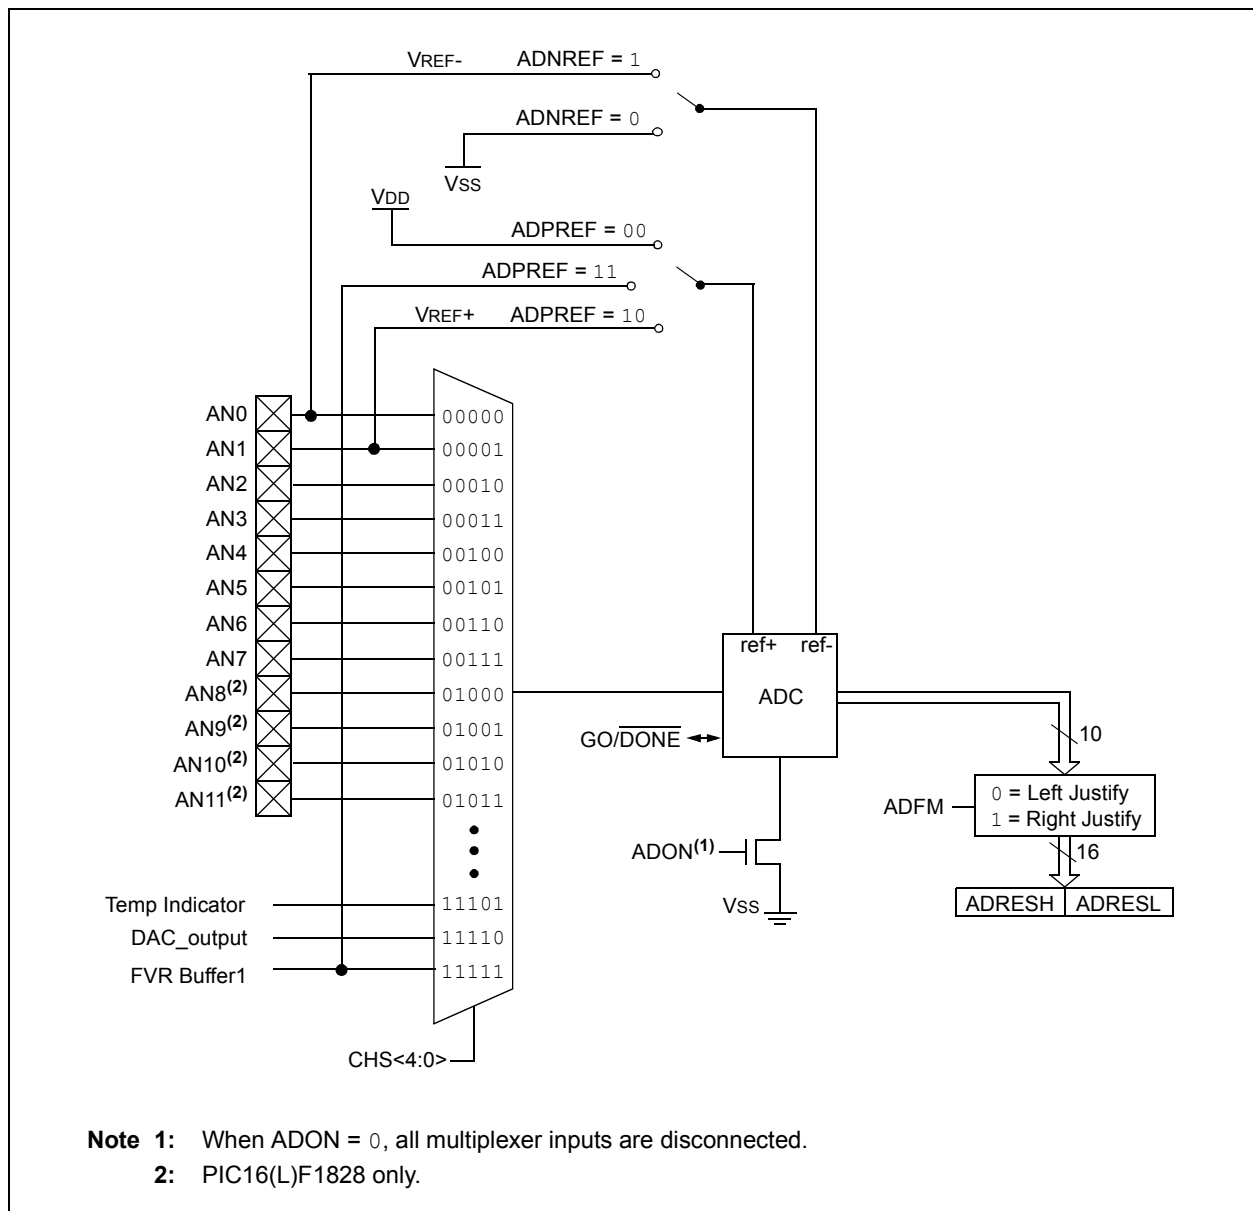 VREF- ADNREF = 1
ADNREF = 0
VSS
VDD
ADPREF = 00
ADPREF = 11
VREF+ ADPREF = 10
AN0 00000
AN1 00001
AN2 00010
AN3 00011
AN4 00100
AN5 00101
AN6 00110
ref+ ref-
AN7 00111
AN8(2) 01000
ADC
AN9(2) 01001
GO/DONE
10
AN10(2) 01010
AN11(2) 01011
ADFM
0 = Left Justify
1 = Right Justify
ADON(1)
16
Temp Indicator 11101
VSS
ADRESH ADRESL
DAC_output 11110
FVR Buffer1 11111
CHS<4:0>
Note 1: When ADON = 0, all multiplexer inputs are disconnected.
2: PIC16(L)F1828 only.